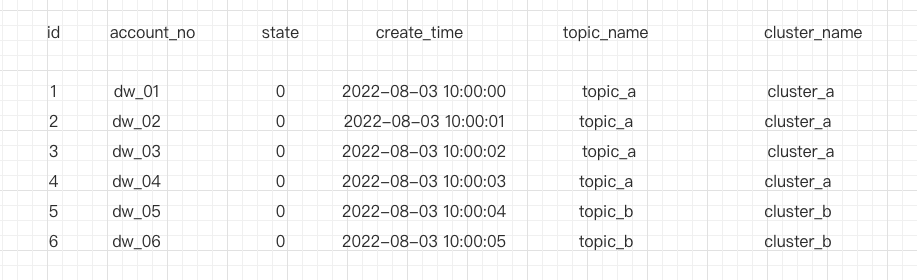 id account_no state create_time topic_name cluster_name
1 dw_01 0 2022-08-03 10:00:00 topic_a cluster_a
2 dw_02 0 2022-08-03 10:00:01 topic_a cluster_a
3 dw_03 0 2022-08-03 10:00:02 topic_a cluster_a
4 dw_04 0 2022-08-03 10:00:03 topic_a cluster_a
5 dw_05 0 2022-08-03 10:00:04 topic_b cluster_b
6 dw_06 0 2022-08-03 10:00:05 topic_b cluster_b